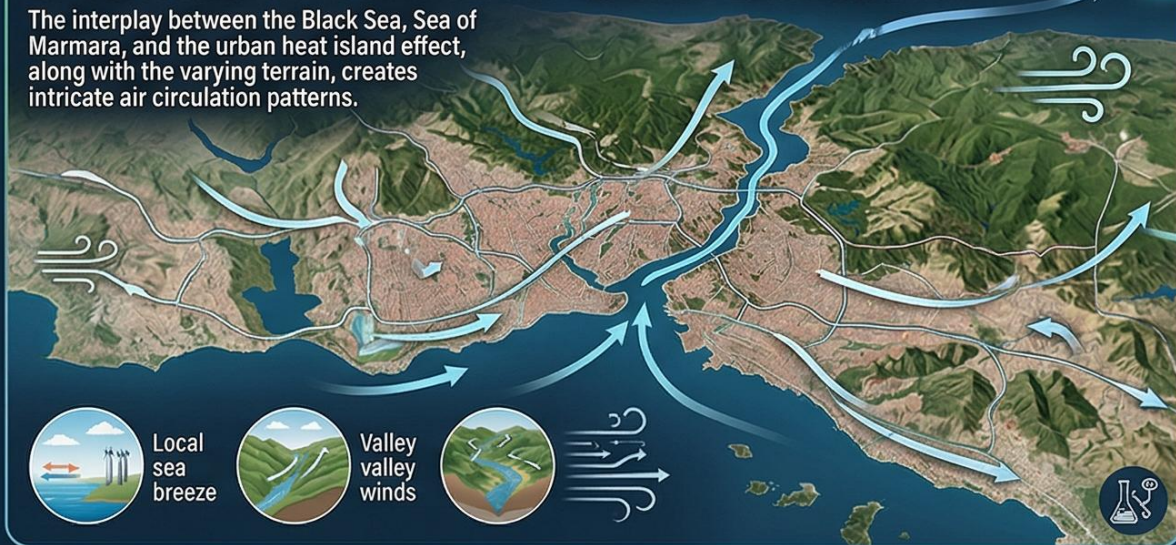 The interplay between the Black Sea, Sea of
Marmara, and the urban heat island effect,
along with the varying terrain, creates
intricate air circulation patterns.
Local
sea
breeze
Valley
valley
winds